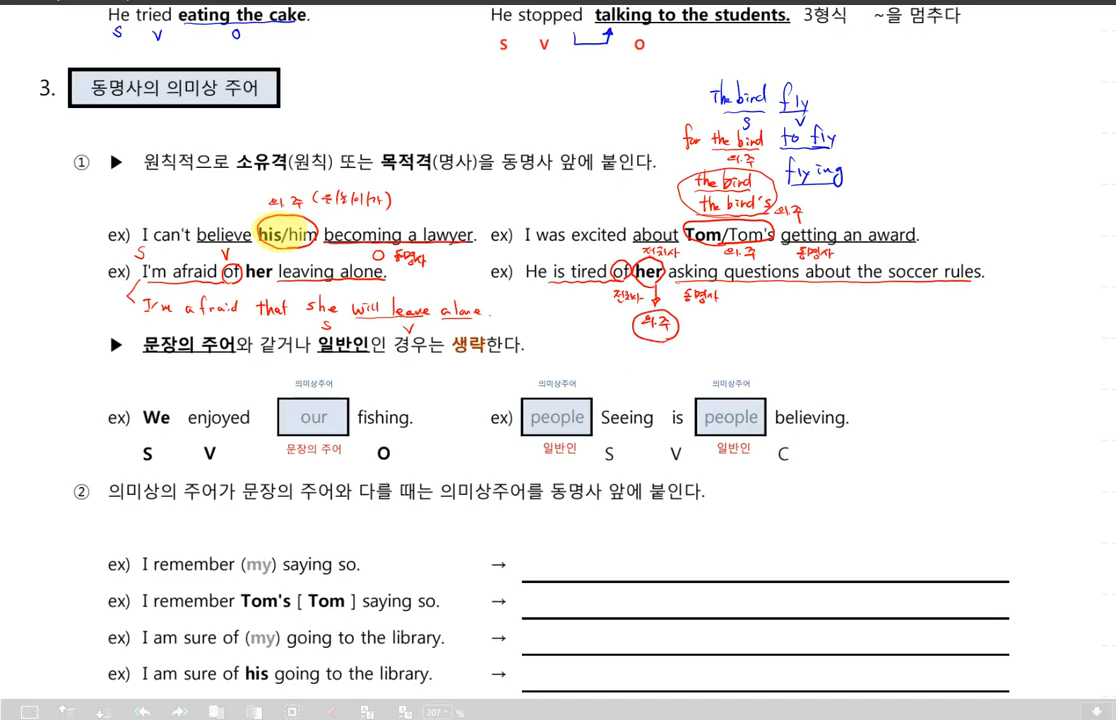 He tried eating the cake. He stopped talking to the students. 3형식 ~을 멈추다
S V O S V O
3. 동명사의 의미상 주어
The bird fly
S V
for the bird to fly
의.주
① ▶ 원칙적으로 소유격(원칙) 또는 목적격(명사)을 동명사 앞에 붙인다.
flying
the bird
the bird's 의.주
의.주 (은/는/이/가)
ex) I can't believe his/him becoming a lawyer. ex) I was excited about Tom/Tom's getting an award.
S V O 동명사 전치사 의.주 동명사
ex) I'm afraid of her leaving alone. ex) He is tired of her asking questions about the soccer rules.
전치사 동명사
I'm afraid that she will leave alone.
S V
의.주
▶ 문장의 주어와 같거나 일반인인 경우는 생략한다.
의미상주어 의미상주어 의미상주어
ex) We enjoyed our fishing. ex) people Seeing is people believing.
S V 문장의 주어 O 일반인 S V 일반인 C
② 의미상의 주어가 문장의 주어와 다를 때는 의미상주어를 동명사 앞에 붙인다.
ex) I remember (my) saying so. →
ex) I remember Tom's [ Tom ] saying so. →
ex) I am sure of (my) going to the library. →
ex) I am sure of his going to the library. →
207 %